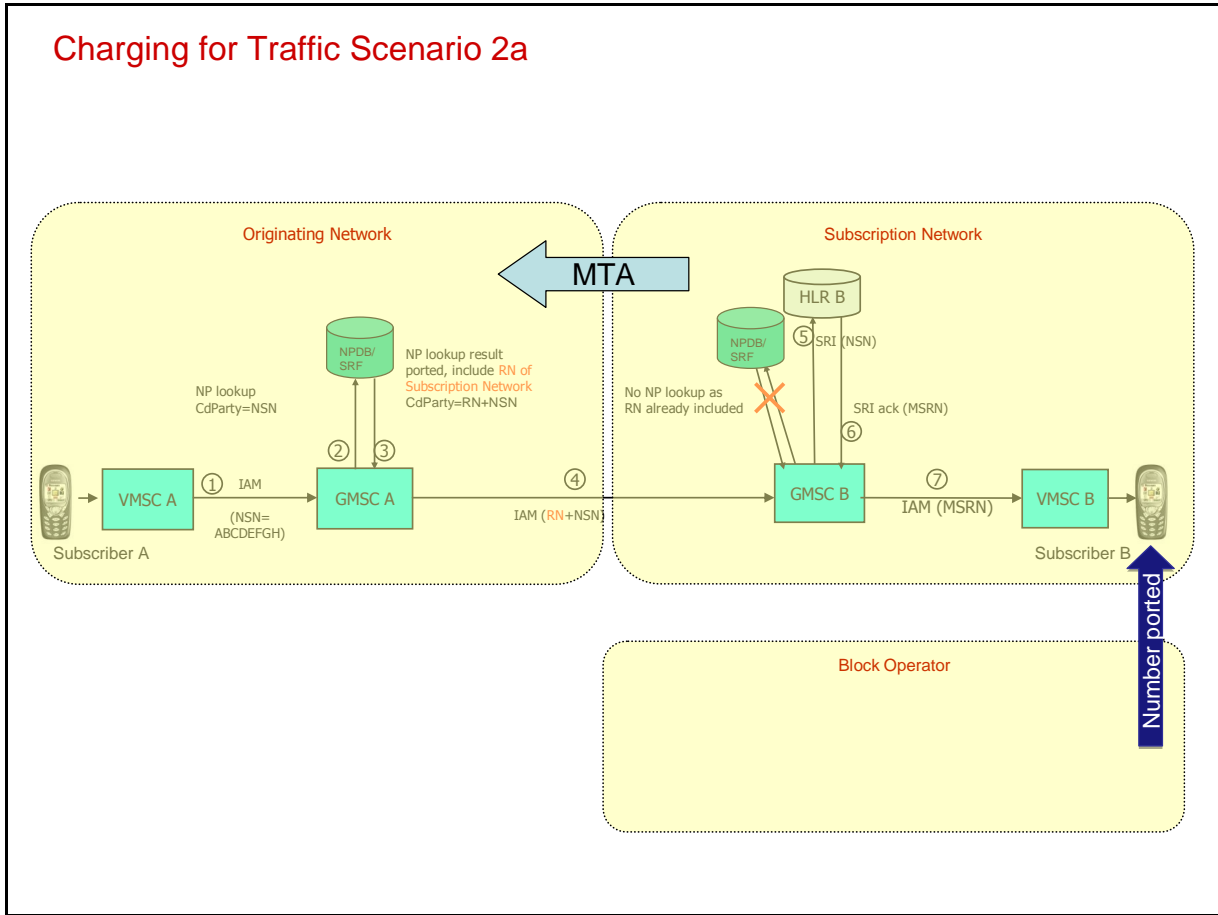 Charging for Traffic Scenario 2a
Originating Network
Subscription Network
MTA
HLR B
NPDB/
SRF
NP lookup result
ported, include RN of
Subscription Network
CdParty=RN+NSN
NP lookup
CdParty=NSN
NPDB/
SRF
5
SRI (NSN)
No NP lookup as
RN already included
SRI ack (MSRN)
6
2
3
1
IAM
(NSN=
ABCDEFGH)
VMSC A
GMSC A
4
IAM (RN+NSN)
GMSC B
7
IAM (MSRN)
VMSC B
Subscriber A
Subscriber B
Number ported
Block Operator